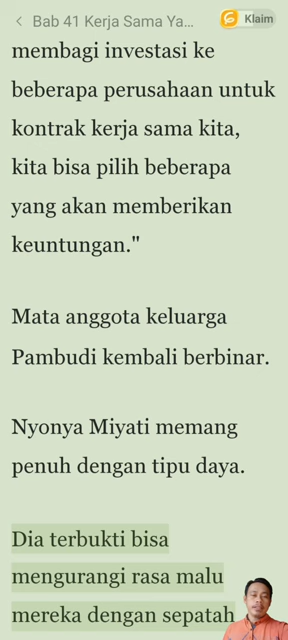 Bab 41 Kerja Sama Ya...
Klaim
membagi investasi ke
beberapa perusahaan untuk
kontrak kerja sama kita,
kita bisa pilih beberapa
yang akan memberikan
keuntungan."
Mata anggota keluarga
Pambudi kembali berbinar.
Nyonya Miyati memang
penuh dengan tipu daya.
Dia terbukti bisa
mengurangi rasa malu
mereka dengan sepatah